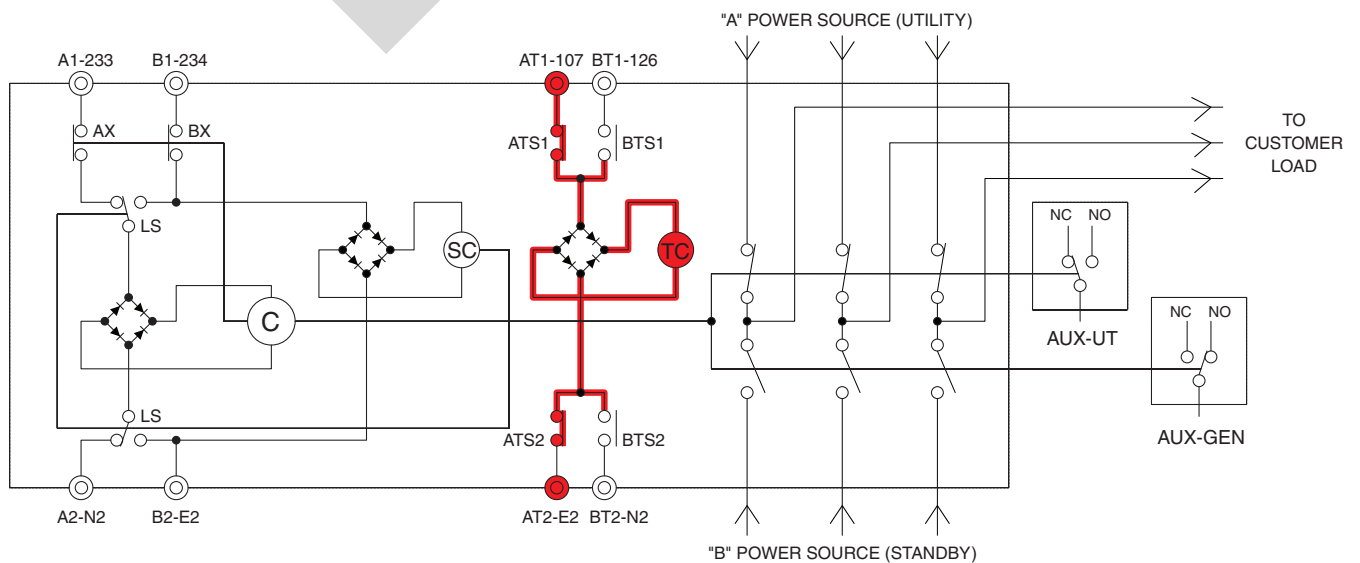 "A" POWER SOURCE (UTILITY)
A1-233
B1-234
AT1-107
BT1-126
AX
BX
ATS1
BTS1
TO
CUSTOMER
LOAD
LS
SC
TC
NC
NO
C
AUX-UT
NC
NO
LS
ATS2
BTS2
AUX-GEN
A2-N2
B2-E2
AT2-E2
BT2-N2
"B" POWER SOURCE (STANDBY)